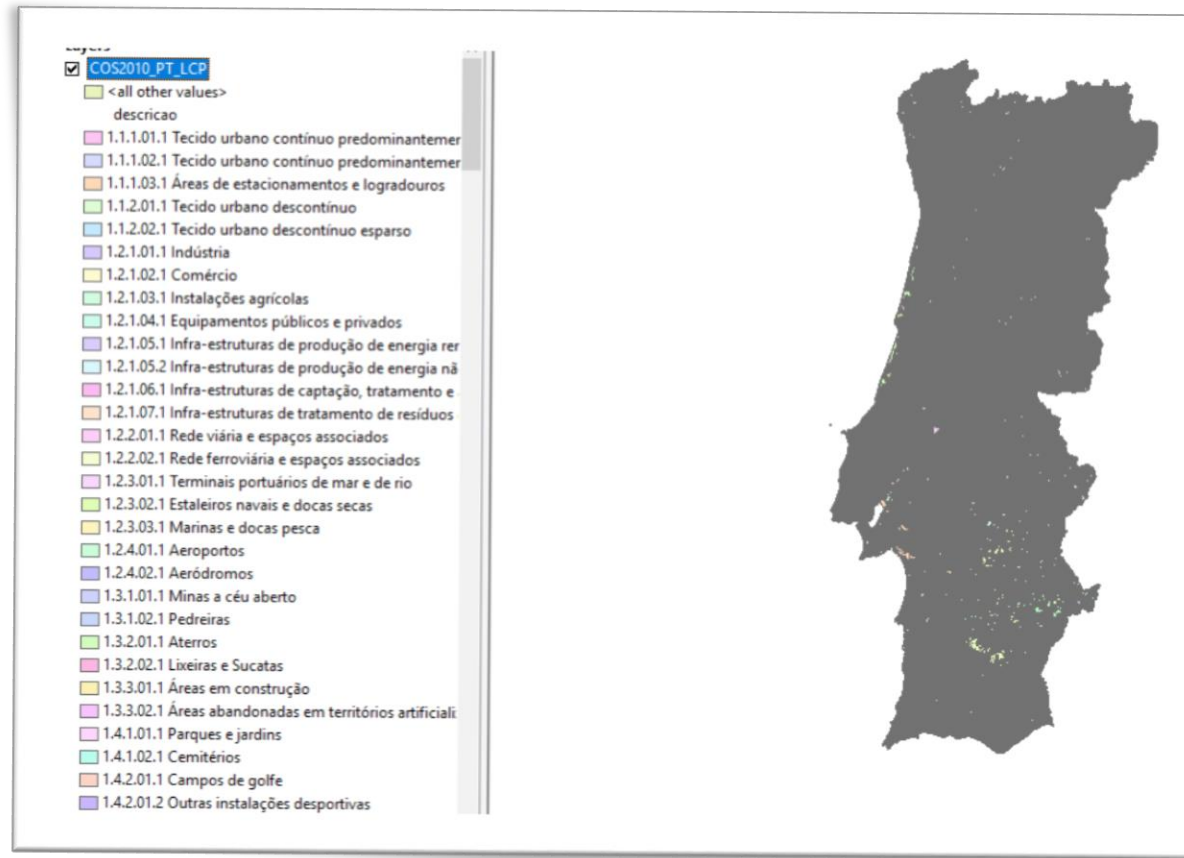 COS2010_PT_LCP
<all other values>
descricao
1.1.1.01.1 Tecido urbano contínuo predominantemer
1.1.1.02.1 Tecido urbano contínuo predominantemer
1.1.1.03.1 Áreas de estacionamentos e logradouros
1.1.2.01.1 Tecido urbano descontínuo
1.1.2.02.1 Tecido urbano descontínuo esparso
1.2.1.01.1 Indústria
1.2.1.02.1 Comércio
1.2.1.03.1 Instalações agrícolas
1.2.1.04.1 Equipamentos públicos e privados
1.2.1.05.1 Infra-estruturas de produção de energia rer
1.2.1.05.2 Infra-estruturas de produção de energia nã
1.2.1.06.1 Infra-estruturas de captação, tratamento e
1.2.1.07.1 Infra-estruturas de tratamento de resíduos
1.2.2.01.1 Rede viária e espaços associados
1.2.2.02.1 Rede ferroviária e espaços associados
1.2.3.01.1 Terminais portuários de mar e de rio
1.2.3.02.1 Estaleiros navais e docas secas
1.2.3.03.1 Marinas e docas pesca
1.2.4.01.1 Aeroportos
1.2.4.02.1 Aeródromos
1.3.1.01.1 Minas a céu aberto
1.3.1.02.1 Pedreiras
1.3.2.01.1 Aterros
1.3.2.02.1 Lixeiras e Sucatas
1.3.3.01.1 Áreas em construção
1.3.3.02.1 Áreas abandonadas em territórios artificiali:
1.4.1.01.1 Parques e jardins
1.4.1.02.1 Cemitérios
1.4.2.01.1 Campos de golfe
1.4.2.01.2 Outras instalações desportivas